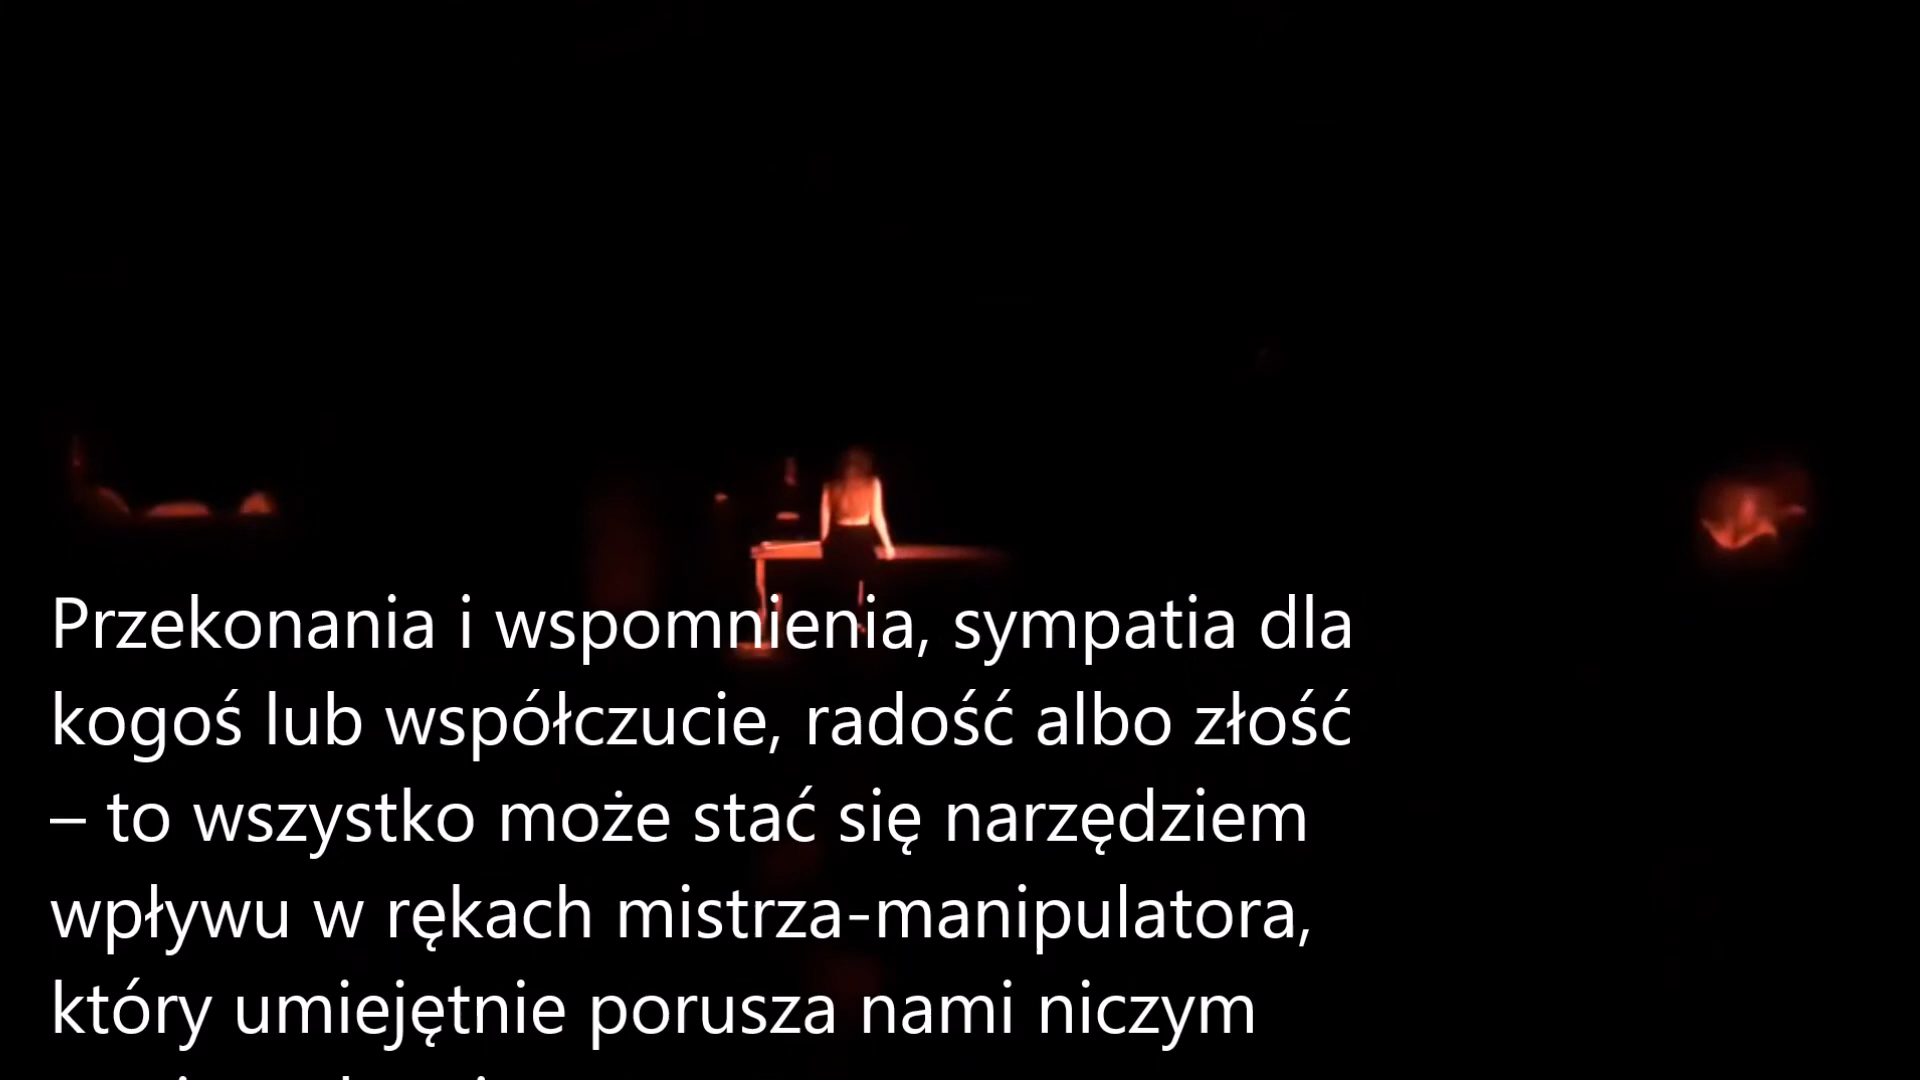 Przekonania i wspomnienia, sympatia dla
kogoś lub współczucie, radość albo złość
– to wszystko może stać się narzędziem
wpływu w rękach mistrza-manipulatora,
który umiejętnie porusza nami niczym